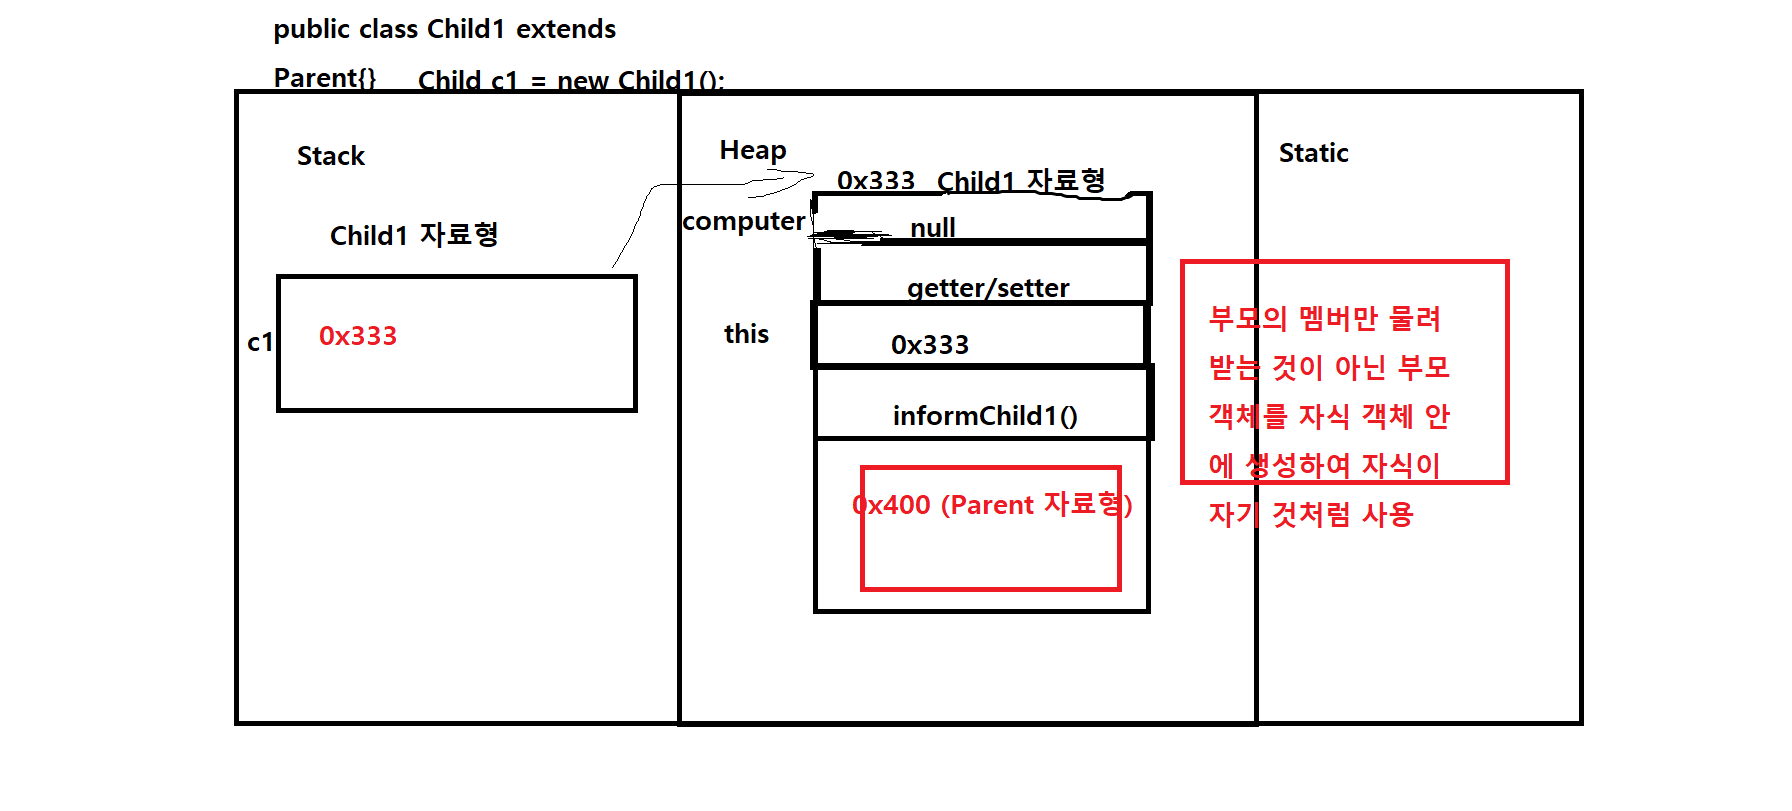 public class Child1 extends
Parent{}
Child c1 = new Child1();
Stack
Heap
Static
0x333 Child1 자료형
computer
null
Child1 자료형
getter/setter
c1
0x333
this
0x333
informChild1()
0x400 (Parent 자료형)
부모의 멤버만 물려
받는 것이 아닌 부모
객체를 자식 객체 안
에 생성하여 자식이
자기 것처럼 사용